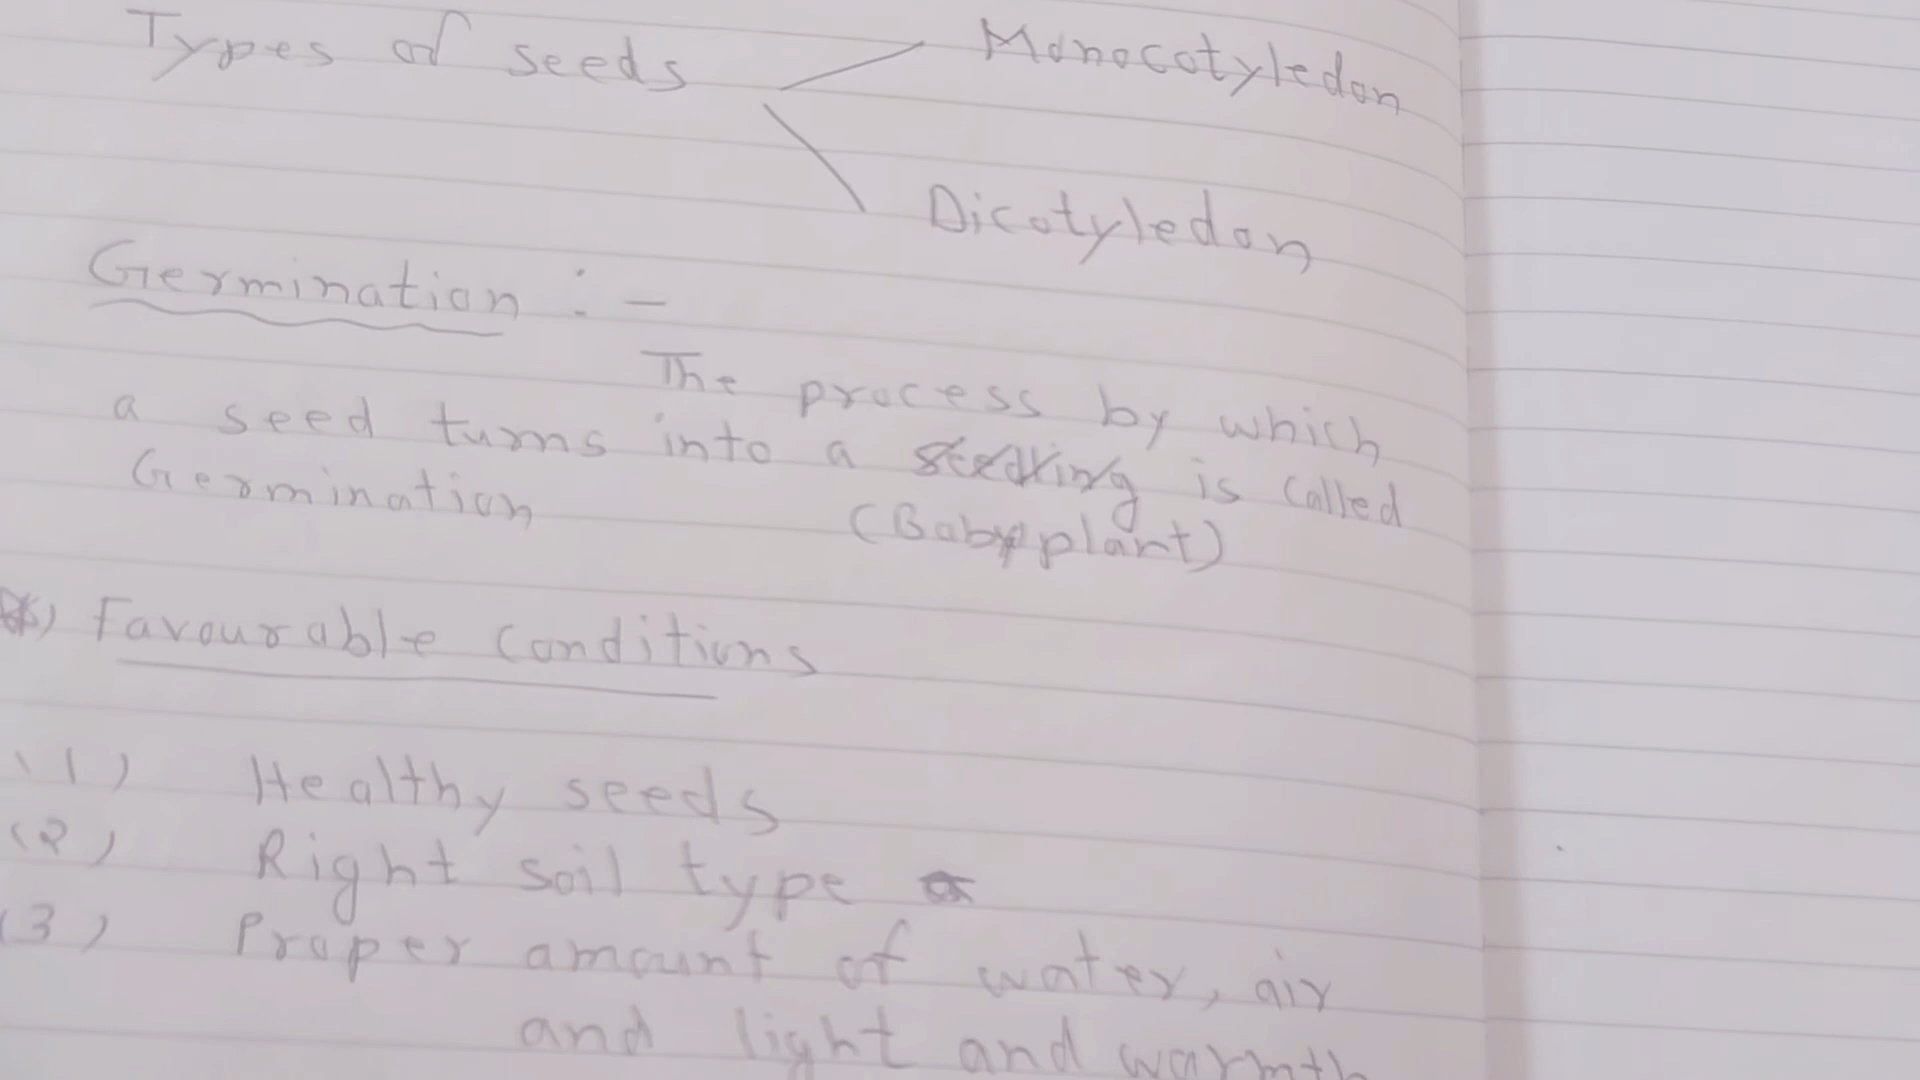 Types of seeds
Monocotyledon
Dicotyledon
Germination :-
The process by which
a seed turns into a seedling is called
Germination (Baby plant)
Favourable conditions
(1) Healthy seeds
(2) Right soil type
(3) Proper amount of water, air
and light and warmth